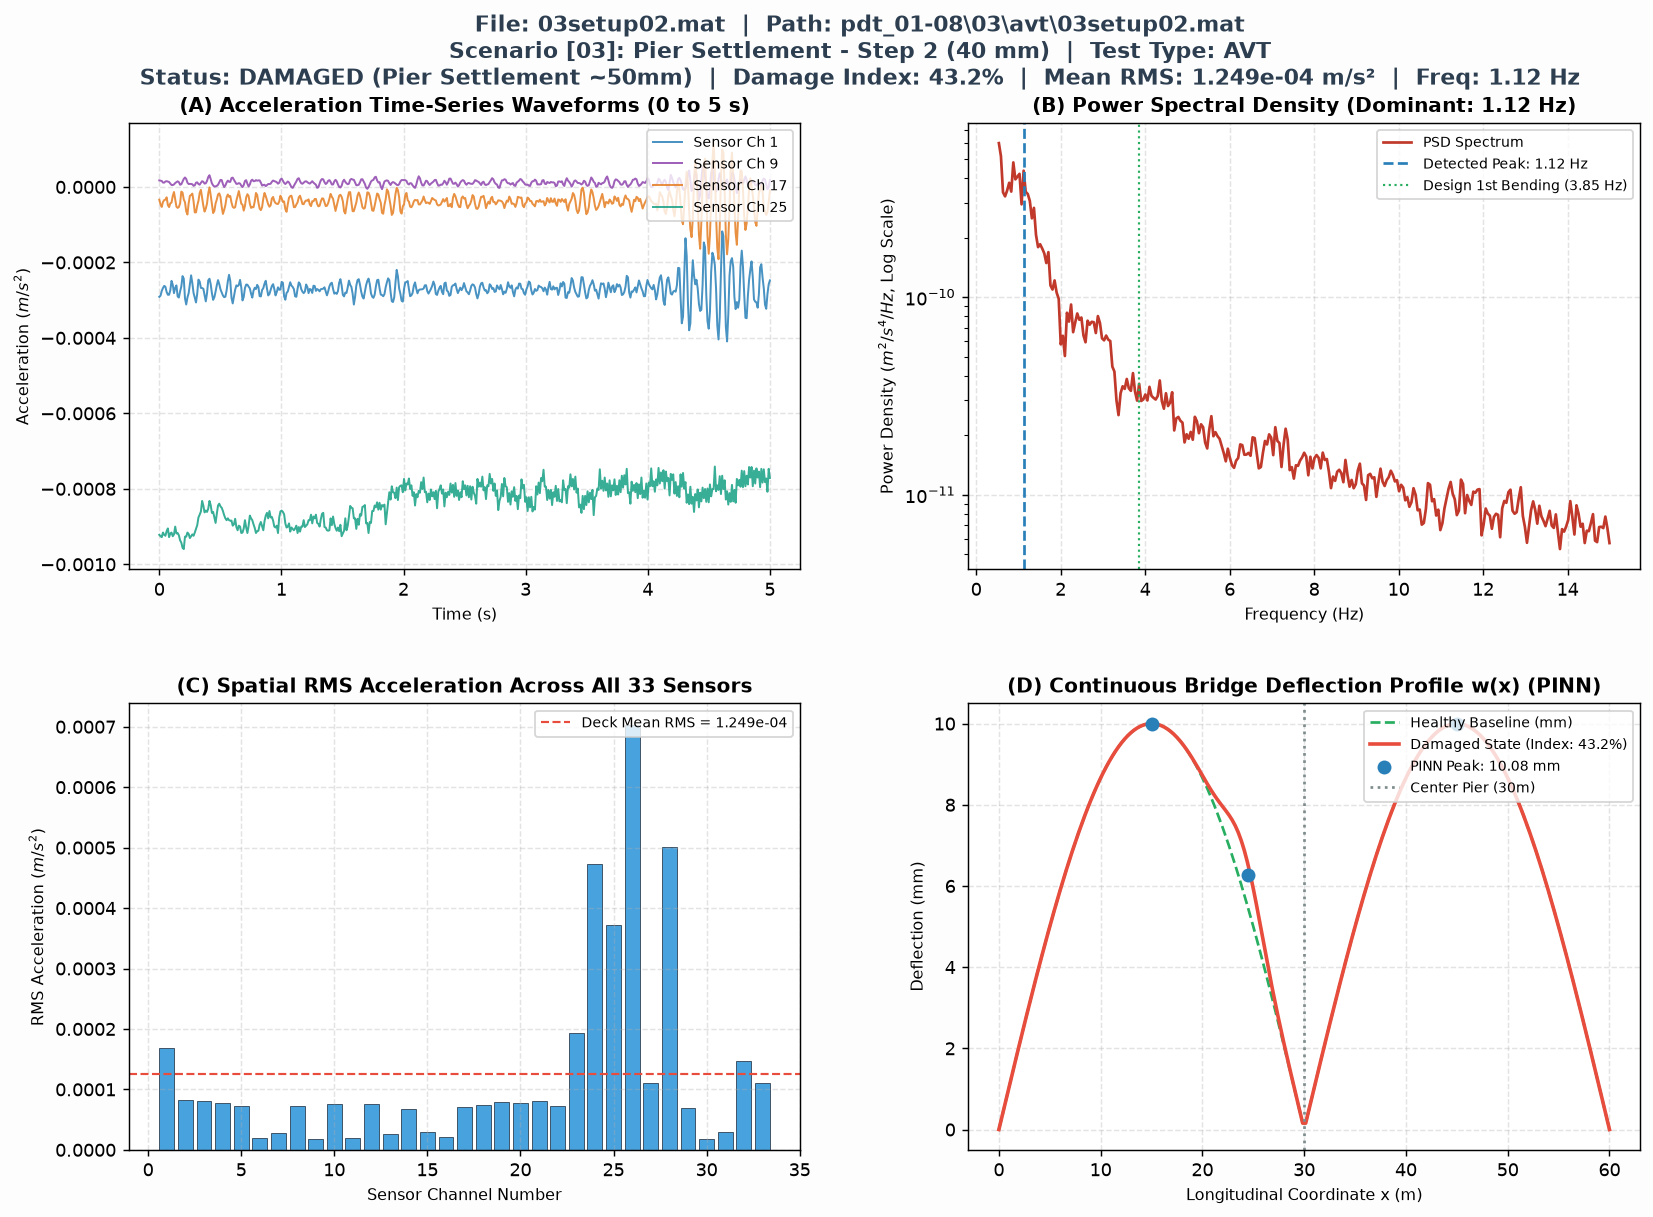 File: 03setup02.mat | Path: pdt_01-08\03\avt\03setup02.mat
Scenario [03]: Pier Settlement - Step 2 (40 mm) | Test Type: AVT
Status: DAMAGED (Pier Settlement ~50mm) | Damage Index: 43.2% | Mean RMS: 1.249e-04 m/s² | Freq: 1.12 Hz
(A) Acceleration Time-Series Waveforms (0 to 5 s)
Sensor Ch 1
Sensor Ch 9
Sensor Ch 17
Sensor Ch 25
0.0000
−0.0002
−0.0004
−0.0006
−0.0008
−0.0010
Acceleration (m/s²)
0 1 2 3 4 5
Time (s)
(B) Power Spectral Density (Dominant: 1.12 Hz)
PSD Spectrum
Detected Peak: 1.12 Hz
Design 1st Bending (3.85 Hz)
10⁻¹⁰
10⁻¹¹
Power Density (m²/s⁴/Hz, Log Scale)
0 2 4 6 8 10 12 14
Frequency (Hz)
(C) Spatial RMS Acceleration Across All 33 Sensors
Deck Mean RMS = 1.249e-04
0.0007
0.0006
0.0005
0.0004
0.0003
0.0002
0.0001
0.0000
RMS Acceleration (m/s²)
0 5 10 15 20 25 30 35
Sensor Channel Number
(D) Continuous Bridge Deflection Profile w(x) (PINN)
Healthy Baseline (mm)
Damaged State (Index: 43.2%)
PINN Peak: 10.08 mm
Center Pier (30m)
10
8
6
4
2
0
Deflection (mm)
0 10 20 30 40 50 60
Longitudinal Coordinate x (m)